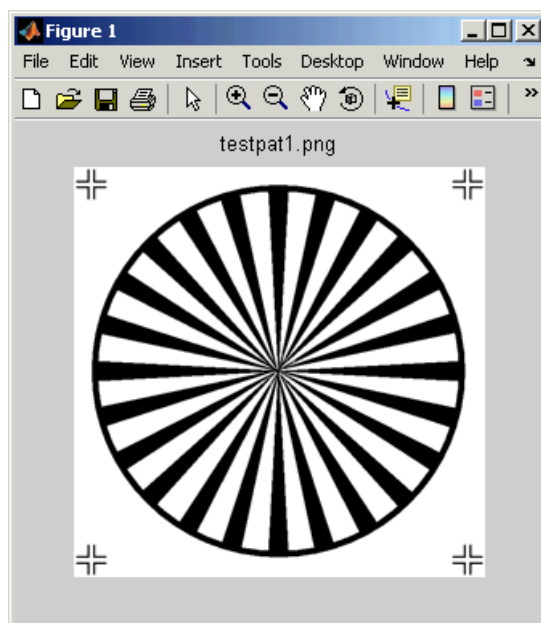 Figure 1
File Edit View Insert Tools Desktop Window Help
testpat1.png